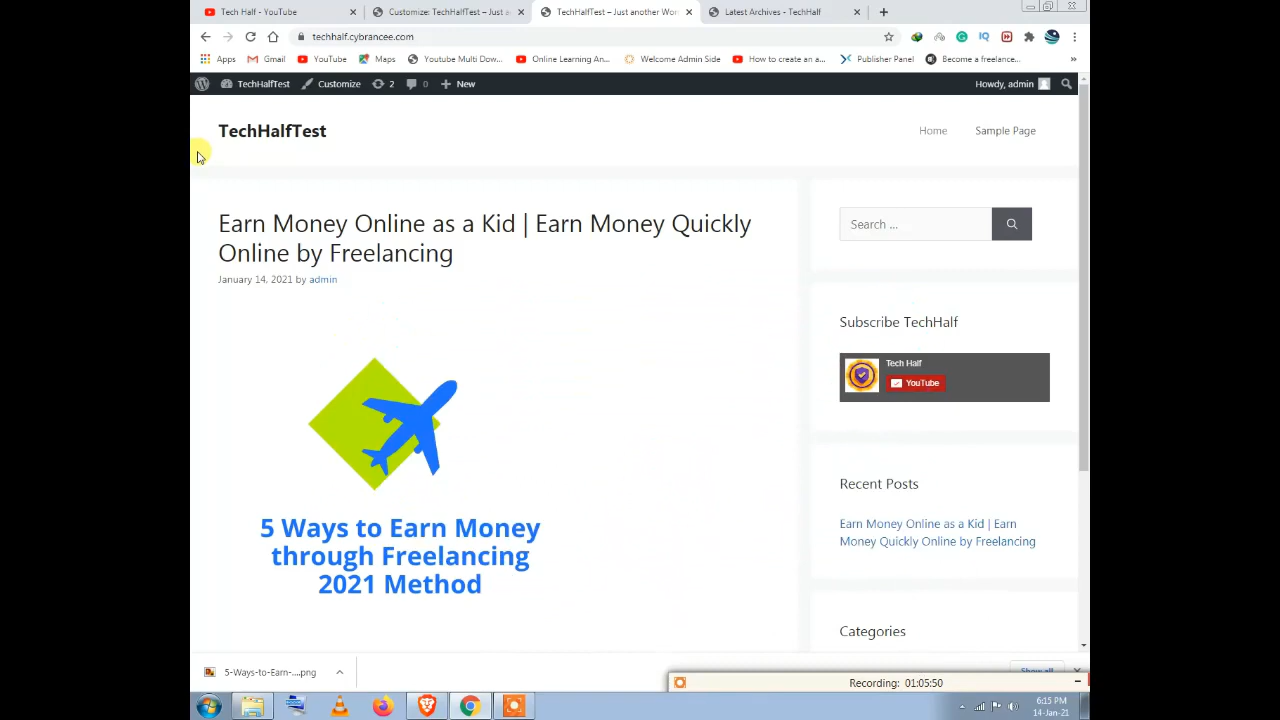 Tech Half - YouTube
Customize: TechHalfTest – Just a
TechHalfTest – Just another Wor
Latest Archives - TechHalf
techhalf.cybrancee.com
Apps
Gmail
YouTube
Maps
Youtube Multi Dow...
Online Learning An...
Welcome Admin Side
How to create an a...
Publisher Panel
Become a freelance...
TechHalfTest
Customize
2
0
New
Howdy, admin
TechHalfTest
Home
Sample Page
Earn Money Online as a Kid | Earn Money Quickly
Online by Freelancing
January 14, 2021 by admin
Search ...
Subscribe TechHalf
Tech Half
YouTube
5 Ways to Earn Money
through Freelancing
2021 Method
Recent Posts
Earn Money Online as a Kid | Earn
Money Quickly Online by Freelancing
Categories
5-Ways-to-Earn-....png
Show all
Recording: 01:05:50
6:15 PM
14-Jan-21